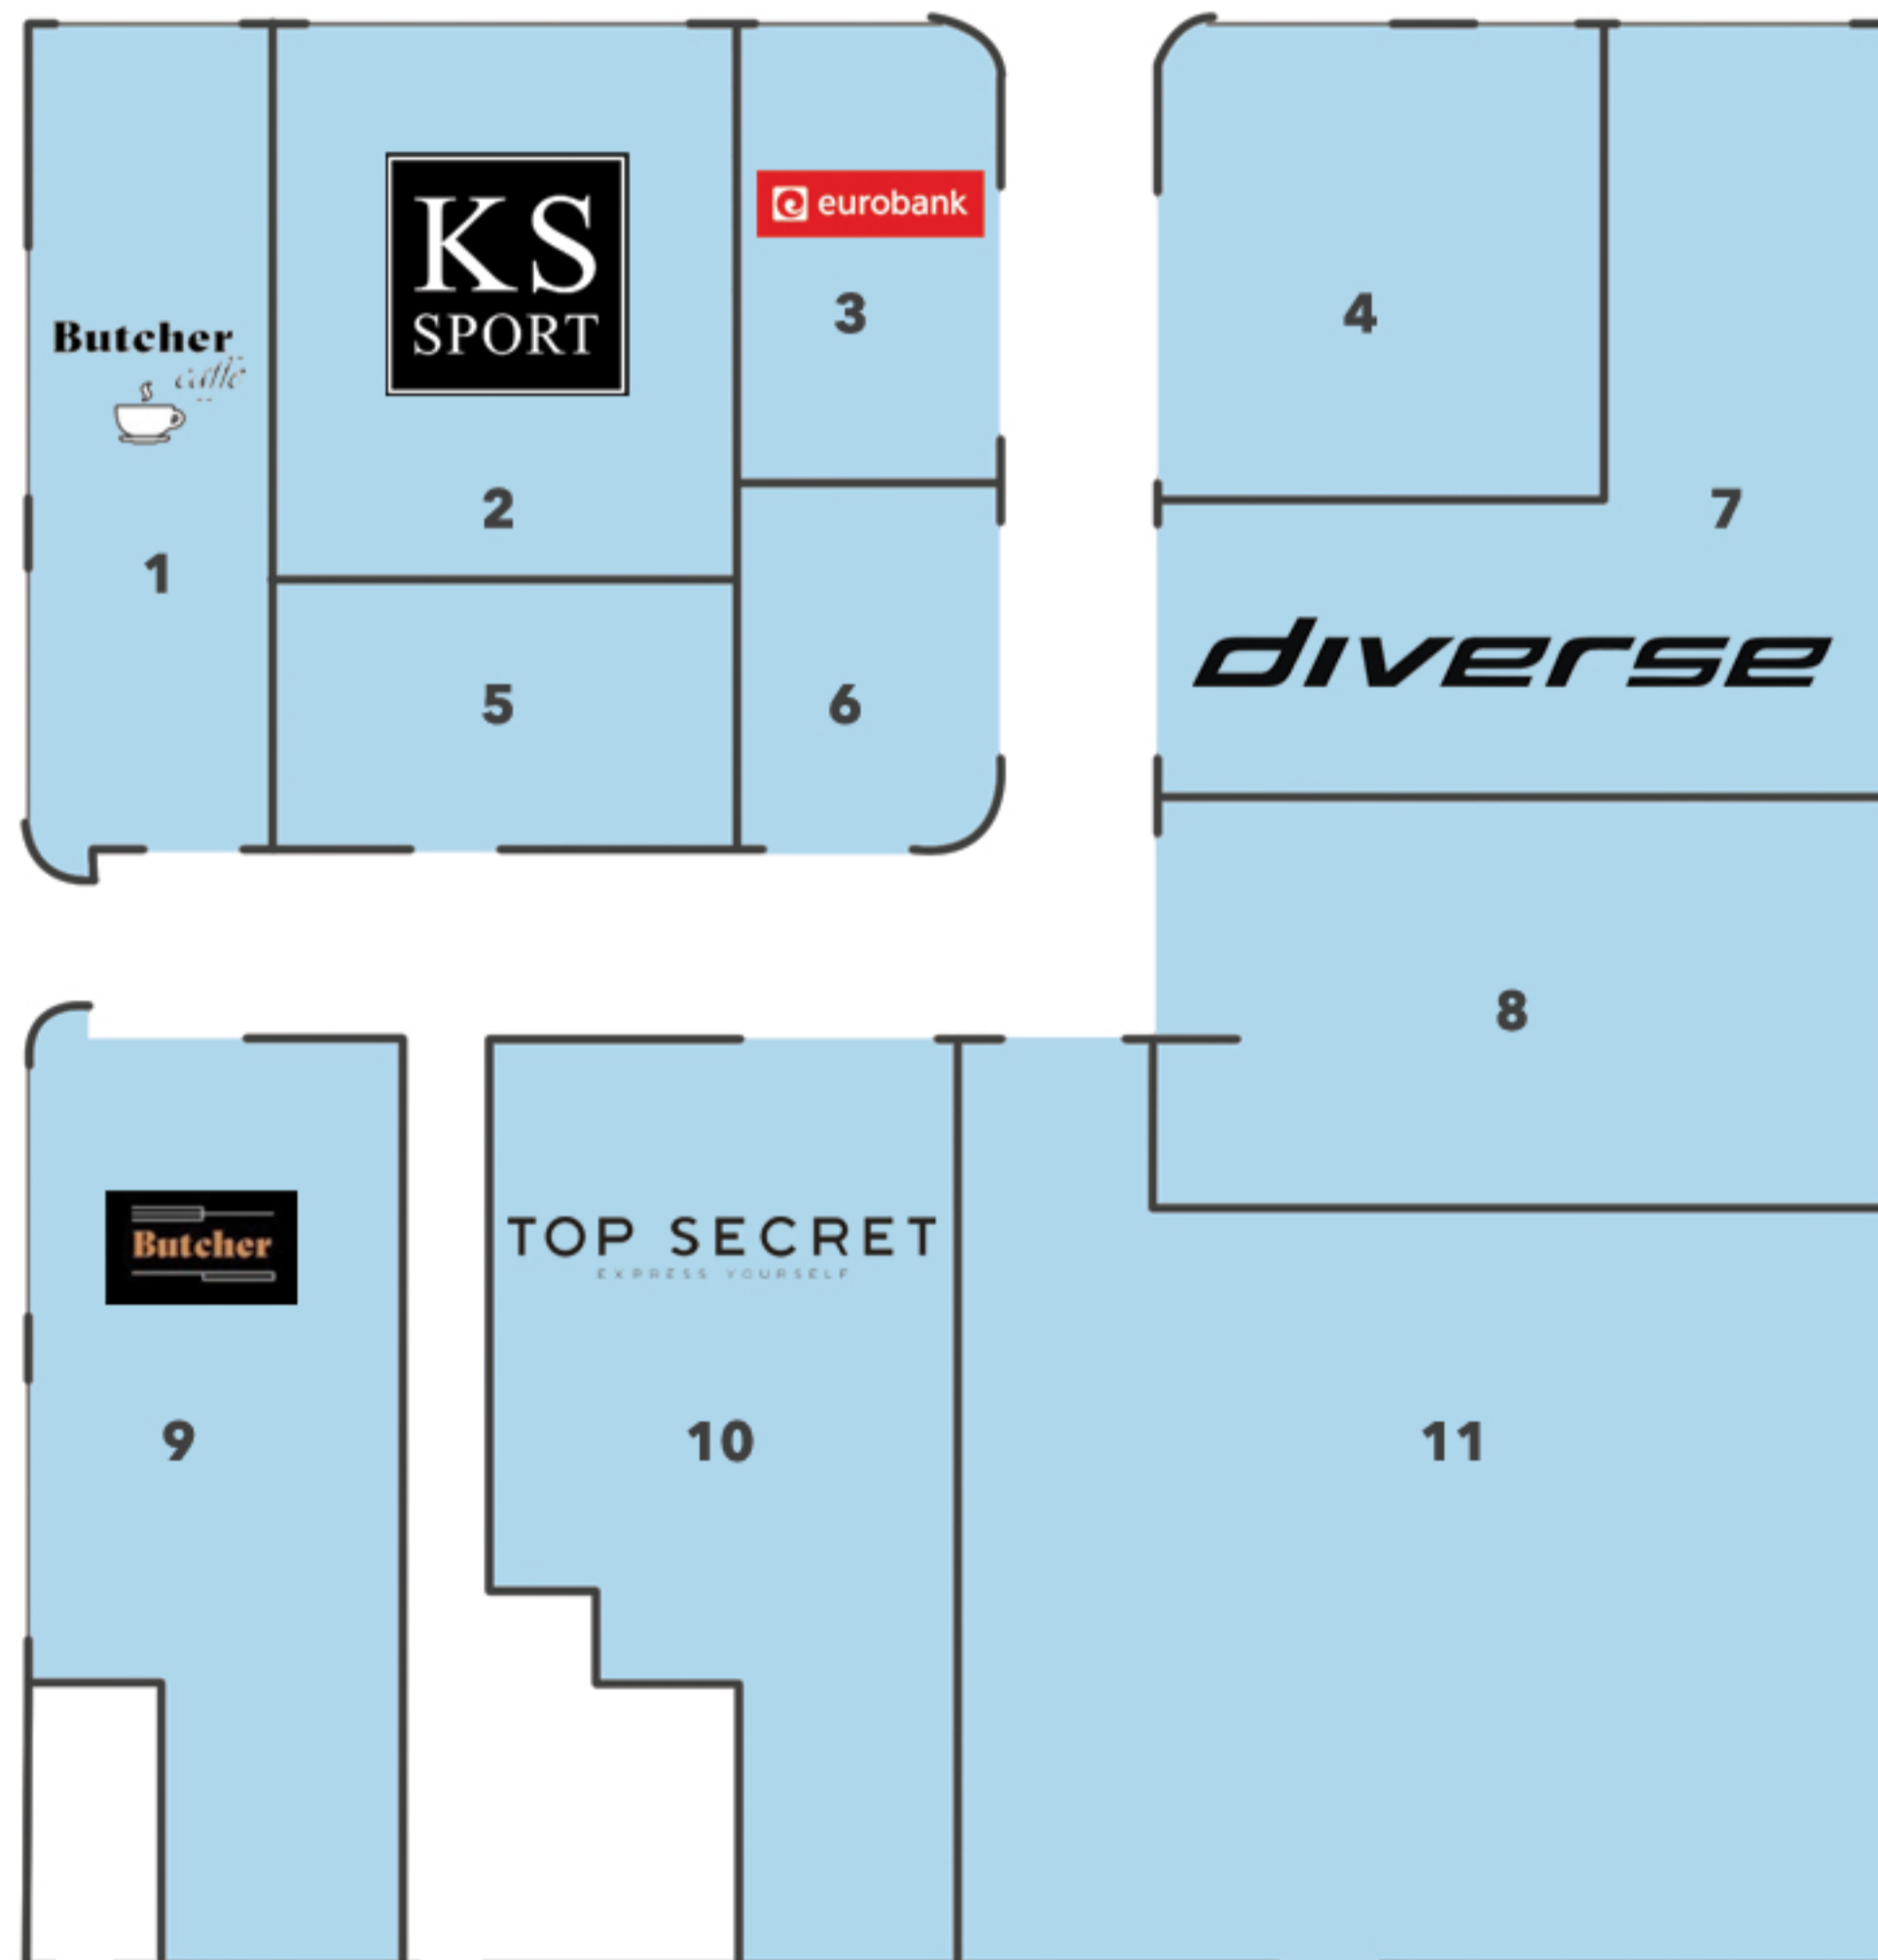 Butcher
caffe
1
KS
SPORT
2
eurobank
3
4
5
6
7
diverse
8
Butcher
9
TOP SECRET
EXPRESS YOURSELF
10
11